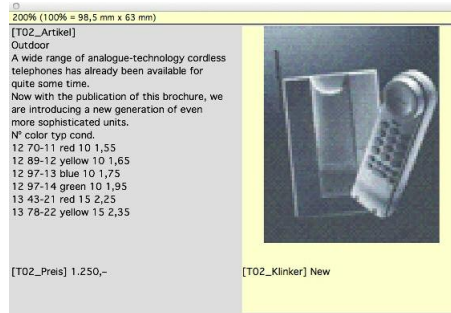 200% (100% = 98,5 mm x 63 mm)
[T02_Artikel]
Outdoor
A wide range of analogue-technology cordless
telephones has already been available for
quite some time.
Now with the publication of this brochure, we
are introducing a new generation of even
more sophisticated units.
N° color typ cond.
12 70-11 red 10 1,55
12 89-12 yellow 10 1,65
12 97-13 blue 10 1,75
12 97-14 green 10 1,95
13 43-21 red 15 2,25
13 78-22 yellow 15 2,35
[T02_Preis] 1.250,–
[T02_Klinker] New